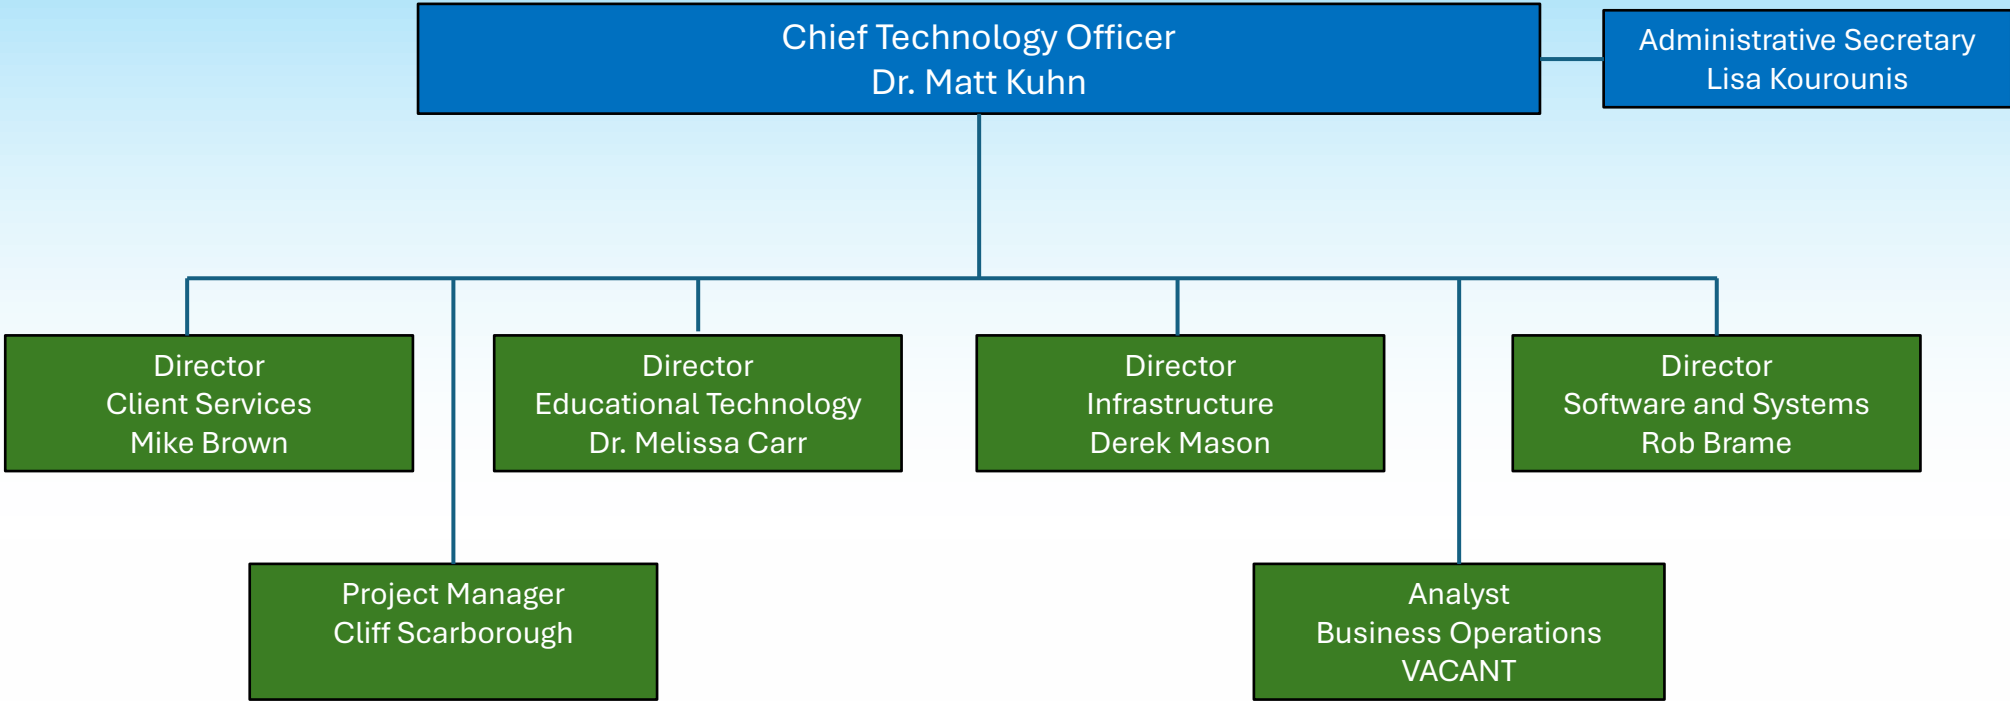 Chief Technology Officer
Dr. Matt Kuhn
Administrative Secretary
Lisa Kourounis
Director
Client Services
Mike Brown
Director
Educational Technology
Dr. Melissa Carr
Director
Infrastructure
Derek Mason
Director
Software and Systems
Rob Brame
Project Manager
Cliff Scarborough
Analyst
Business Operations
VACANT